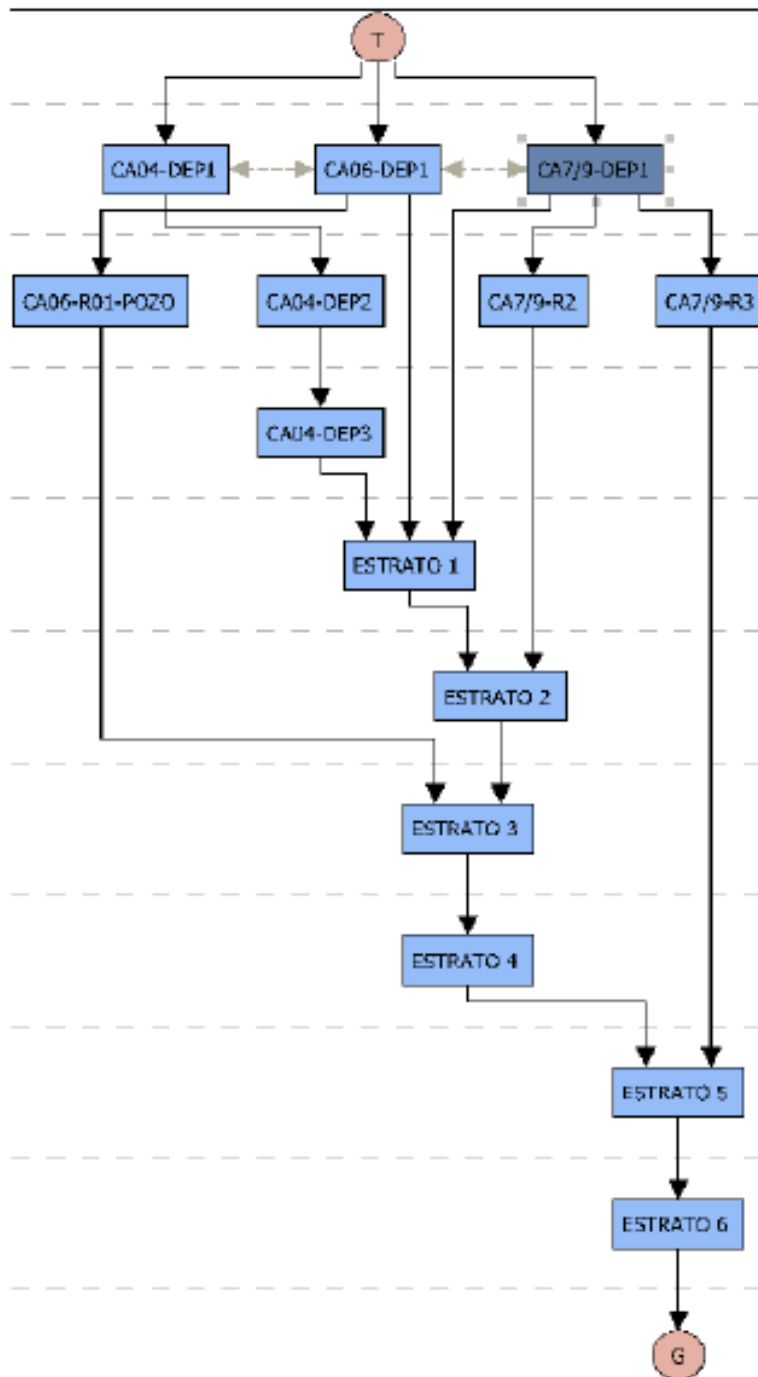 T
CA04-DEP1
CA06-DEP1
CA7/9-DEP1
CA06-R01-POZO
CA04-DEP2
CA7/9-R2
CA7/9-R3
CA04-DEP3
ESTRATO 1
ESTRATO 2
ESTRATO 3
ESTRATO 4
ESTRATO 5
ESTRATO 6
G